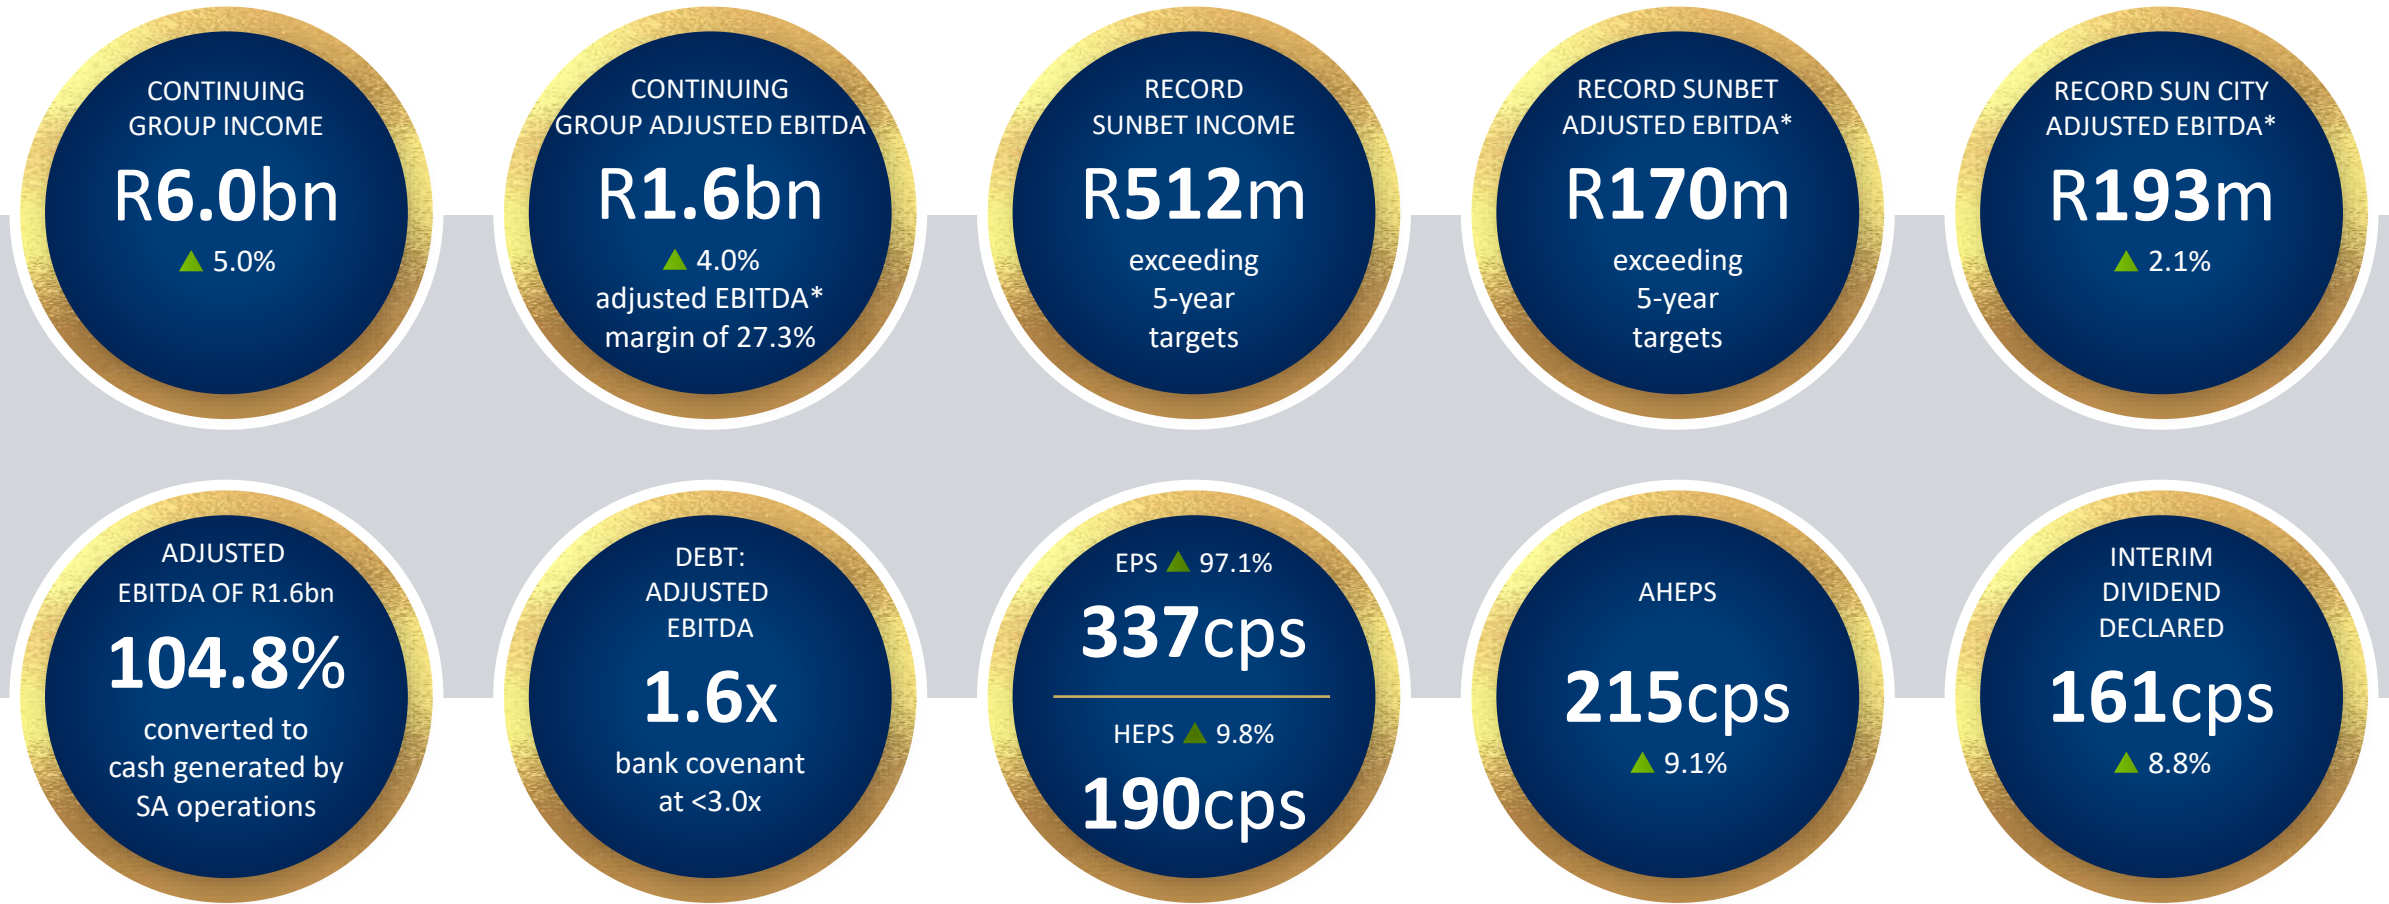 CONTINUING
GROUP INCOME
R6.0bn
5.0%
CONTINUING
GROUP ADJUSTED EBITDA
R1.6bn
4.0%
adjusted EBITDA*
margin of 27.3%
RECORD
SUNBET INCOME
R512m
exceeding
5-year
targets
RECORD SUNBET
ADJUSTED EBITDA*
R170m
exceeding
5-year
targets
RECORD SUN CITY
ADJUSTED EBITDA*
R193m
2.1%
ADJUSTED
EBITDA OF R1.6bn
104.8%
converted to
cash generated by
SA operations
DEBT:
ADJUSTED
EBITDA
1.6x
bank covenant
at <3.0x
EPS 97.1%
337cps
HEPS 9.8%
190cps
AHEPS
215cps
9.1%
INTERIM
DIVIDEND
DECLARED
161cps
8.8%